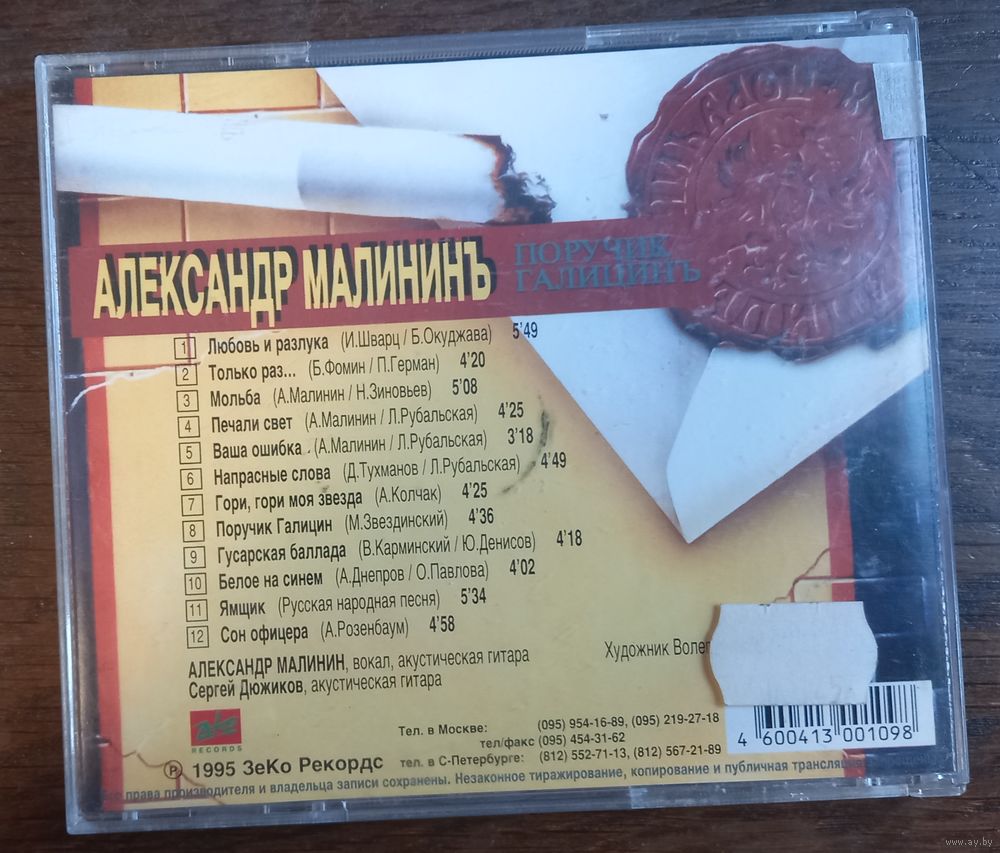 АЛЕКСАНДР МАЛИНИНЪ
ПОРУЧИК
ГАЛИЦИНЪ
1 Любовь и разлука (И.Шварц / Б.Окуджава) 5'49
2 Только раз... (Б.Фомин / П.Герман) 4'20
3 Мольба (А.Малинин / Н.Зиновьев) 5'08
4 Печали свет (А.Малинин / Л.Рубальская) 4'25
5 Ваша ошибка (А.Малинин / Л.Рубальская) 3'18
6 Напрасные слова (Д.Тухманов / Л.Рубальская) 4'49
7 Гори, гори моя звезда (А.Колчак) 4'25
8 Поручик Галицин (М.Звездинский) 4'36
9 Гусарская баллада (В.Карминский / Ю.Денисов) 4'18
10 Белое на синем (А.Днепров / О.Павлова) 4'02
11 Ямщик (Русская народная песня) 5'34
12 Сон офицера (А.Розенбаум) 4'58
АЛЕКСАНДР МАЛИНИН, вокал, акустическая гитара
Сергей Дюжиков, акустическая гитара
Художник
RECORDS
Тел. в Москве: (095) 954-16-89, (095) 219-27-18
тел/факс (095) 454-31-62
тел. в С-Петербурге: (812) 552-71-13, (812) 567-21-89
4 600413 001098
℗ 1995 ЗеКо Рекордс
права производителя и владельца записи сохранены. Незаконное тиражирование, копирование и публичная трансляция
www.ay.by